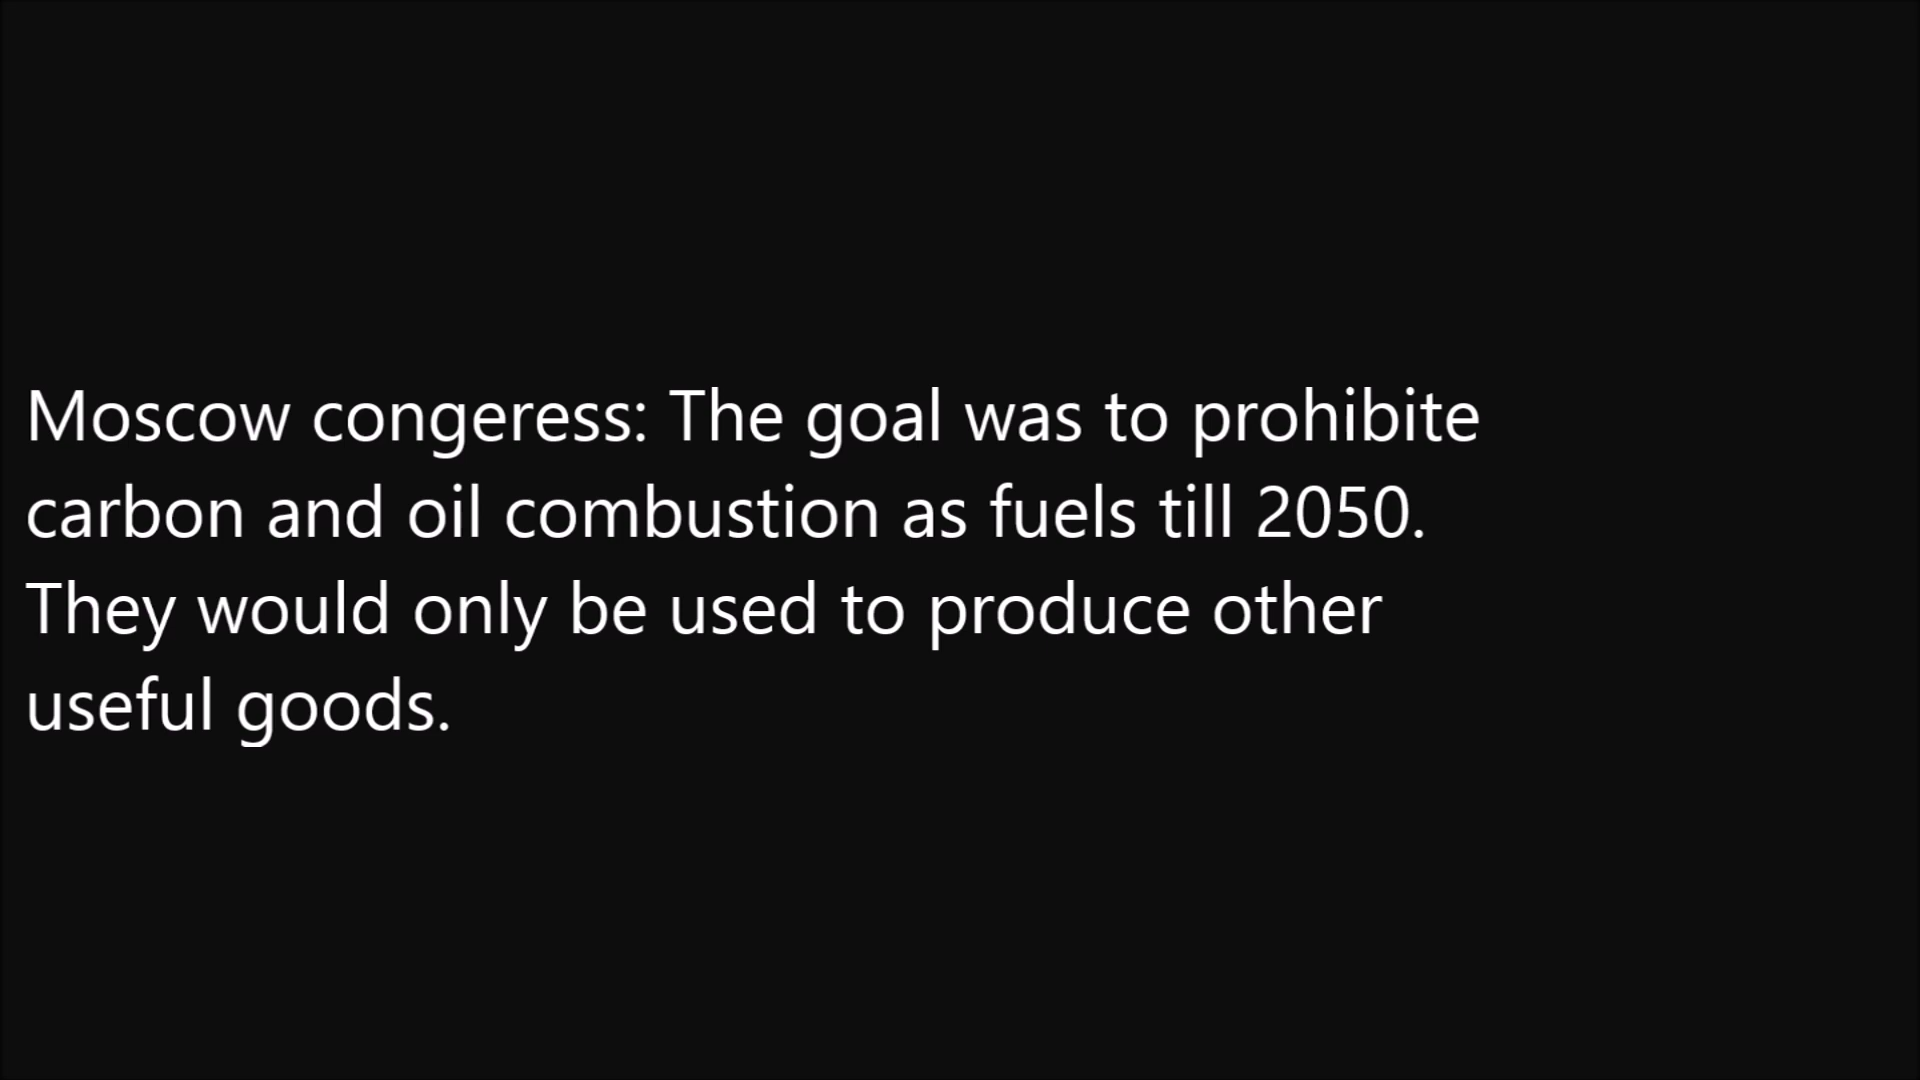 Moscow congeress: The goal was to prohibite
carbon and oil combustion as fuels till 2050.
They would only be used to produce other
useful goods.